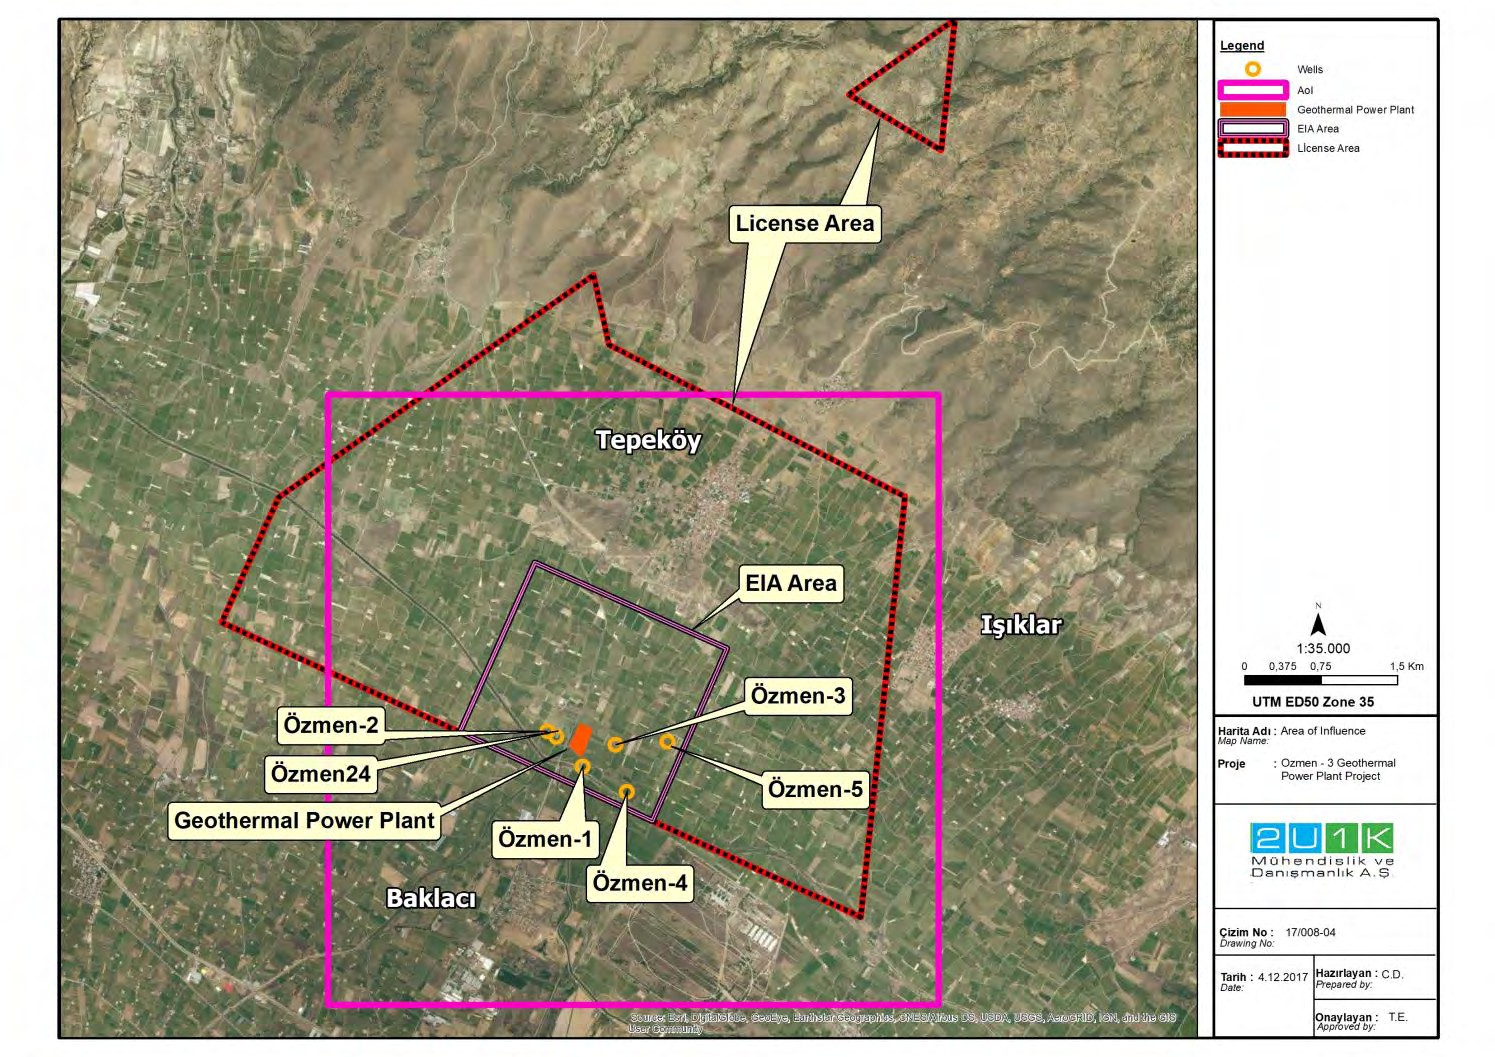 License Area
Tepeköy
EIA Area
Işıklar
Özmen-3
Özmen-2
Özmen24
Özmen-5
Geothermal Power Plant
Özmen-1
Özmen-4
Baklacı
Source: Esri, DigitalGlobe, GeoEye, Earthstar Geographics, CNES/Airbus DS, USDA, USGS, AeroGRID, IGN, and the GIS
User Community
Legend
Wells
AoI
Geothermal Power Plant
EIA Area
Lİcense Area
N
1:35.000
0 0,375 0,75 1,5 Km
UTM ED50 Zone 35
Harita Adı : Area of Influence
Map Name:
Proje : Ozmen - 3 Geothermal
Power Plant Project
2U1K
Mühendislik ve
Danışmanlık A.Ş.
Çizim No : 17/008-04
Drawing No:
Tarih : 4.12.2017
Date:
Hazırlayan : C.D.
Prepared by:
Onaylayan : T.E.
Approved by: